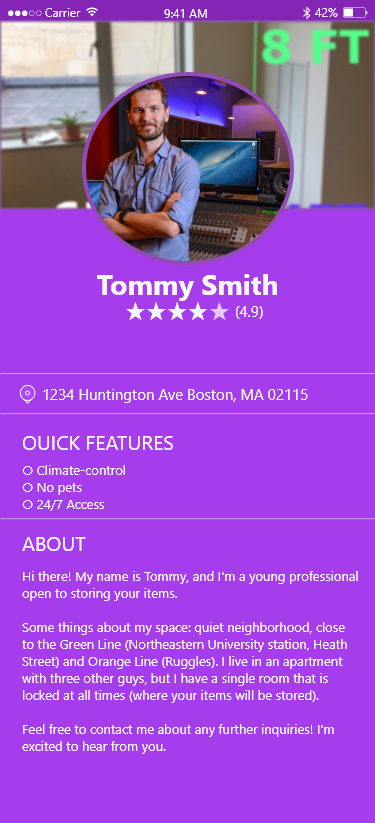 Carrier 9:41 AM 42%
8 FT
Tommy Smith
(4.9)
1234 Huntington Ave Boston, MA 02115
QUICK FEATURES
Climate-control
No pets
24/7 Access
ABOUT
Hi there! My name is Tommy, and I'm a young professional
open to storing your items.
Some things about my space: quiet neighborhood, close
to the Green Line (Northeastern University station, Heath
Street) and Orange Line (Ruggles). I live in an apartment
with three other guys, but I have a single room that is
locked at all times (where your items will be stored).
Feel free to contact me about any further inquiries! I'm
excited to hear from you.